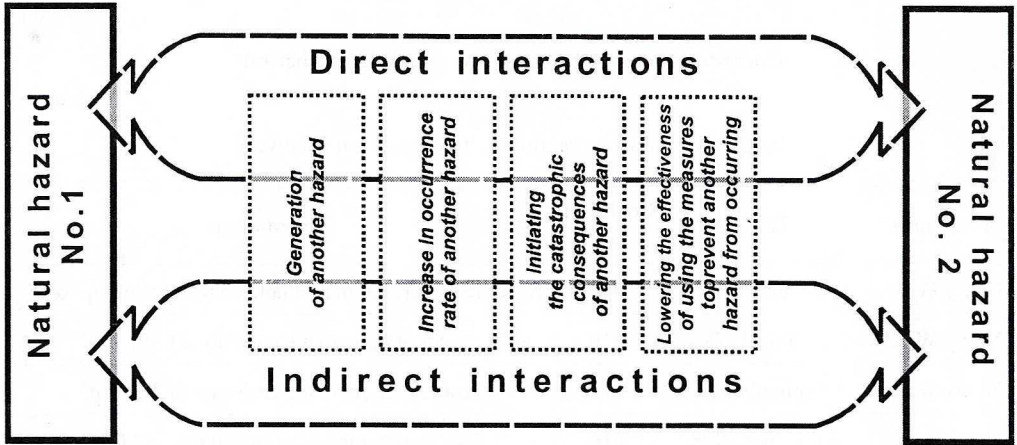 Natural hazard
No.1
Direct interactions
Generation
of another hazard
Increase in occurrence
rate of another hazard
Initiating
the catastrophic
consequences
of another hazard
Lowering the effectiveness
of using the measures
toprevent another
hazard from occurring
Indirect interactions
Natural hazard
No. 2